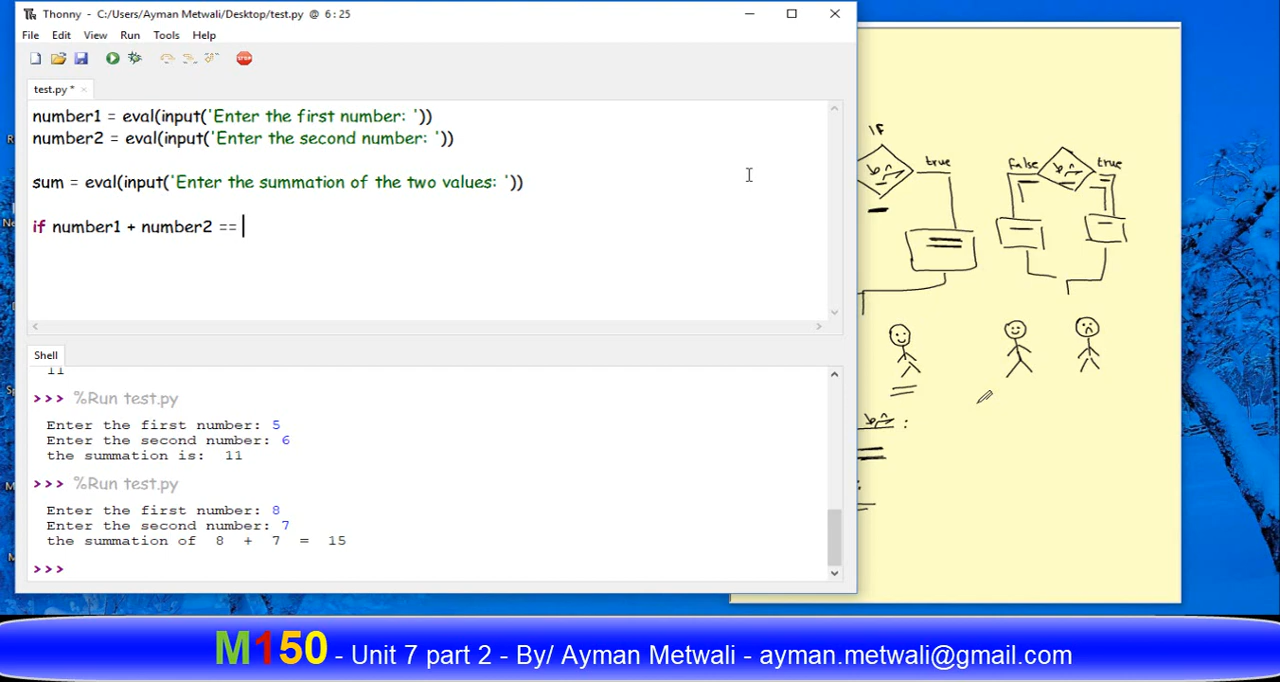 Thonny - C:/Users/Ayman Metwali/Desktop/test.py @ 6:25
File Edit View Run Tools Help
STOP
test.py *
number1 = eval(input('Enter the first number: '))
number2 = eval(input('Enter the second number: '))
sum = eval(input('Enter the summation of the two values: '))
if number1 + number2 ==
Shell
11
>>> %Run test.py
Enter the first number: 5
Enter the second number: 6
the summation is:  11
>>> %Run test.py
Enter the first number: 8
Enter the second number: 7
the summation of  8  +  7  =  15
>>>
IF
true
false
true
:
M150 - Unit 7 part 2 - By/ Ayman Metwali - ayman.metwali@gmail.com